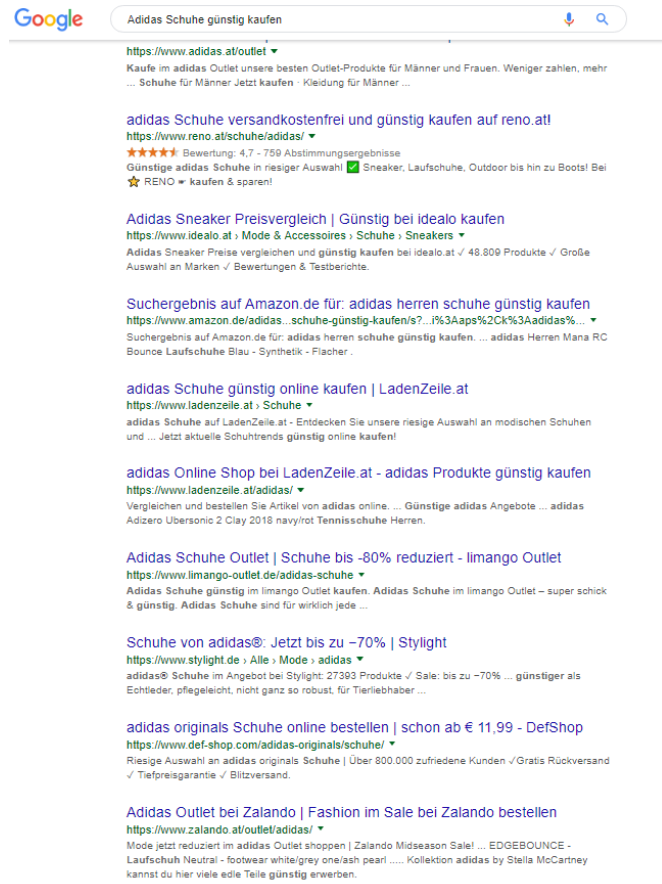 Google
Adidas Schuhe günstig kaufen
https://www.adidas.at/outlet ▼
Kaufe im adidas Outlet unsere besten Outlet-Produkte für Männer und Frauen. Weniger zahlen, mehr
... Schuhe für Männer Jetzt kaufen · Kleidung für Männer ...
adidas Schuhe versandkostenfrei und günstig kaufen auf reno.at!
https://www.reno.at/schuhe/adidas/ ▼
★★★★★ Bewertung: 4,7 - 759 Abstimmungsergebnisse
Günstige adidas Schuhe in riesiger Auswahl ✅ Sneaker, Laufschuhe, Outdoor bis hin zu Boots! Bei
⭐ RENO ☛ kaufen & sparen!
Adidas Sneaker Preisvergleich | Günstig bei idealo kaufen
https://www.idealo.at › Mode & Accessoires › Schuhe › Sneakers ▼
Adidas Sneaker Preise vergleichen und günstig kaufen bei idealo.at ✓ 48.809 Produkte ✓ Große
Auswahl an Marken ✓ Bewertungen & Testberichte.
Suchergebnis auf Amazon.de für: adidas herren schuhe günstig kaufen
https://www.amazon.de/adidas...schuhe-günstig-kaufen/s?...i%3Aaps%2Ck%3Aadidas%... ▼
Suchergebnis auf Amazon.de für: adidas herren schuhe günstig kaufen. ... adidas Herren Mana RC
Bounce Laufschuhe Blau - Synthetik - Flacher .
adidas Schuhe günstig online kaufen | LadenZeile.at
https://www.ladenzeile.at › Schuhe ▼
adidas Schuhe auf LadenZeile.at - Entdecken Sie unsere riesige Auswahl an modischen Schuhen
und ... Jetzt aktuelle Schuhtrends günstig online kaufen!
adidas Online Shop bei LadenZeile.at - adidas Produkte günstig kaufen
https://www.ladenzeile.at/adidas/ ▼
Vergleichen und bestellen Sie Artikel von adidas online. ... Günstige adidas Angebote ... adidas
Adizero Ubersonic 2 Clay 2018 navy/rot Tennisschuhe Herren.
Adidas Schuhe Outlet | Schuhe bis -80% reduziert - limango Outlet
https://www.limango-outlet.de/adidas-schuhe ▼
Adidas Schuhe günstig im limango Outlet kaufen. Adidas Schuhe im limango Outlet – super schick
& günstig. Adidas Schuhe sind für wirklich jede ...
Schuhe von adidas®: Jetzt bis zu −70% | Stylight
https://www.stylight.de › Alle › Mode › adidas ▼
adidas® Schuhe im Angebot bei Stylight: 27393 Produkte ✓ Sale: bis zu −70% ... günstiger als
Echtleder, pflegeleicht, nicht ganz so robust, für Tierliebhaber ...
adidas originals Schuhe online bestellen | schon ab € 11,99 - DefShop
https://www.def-shop.com/adidas-originals/schuhe/ ▼
Riesige Auswahl an adidas originals Schuhe | Über 800.000 zufriedene Kunden ✓Gratis Rückversand
✓ Tiefpreisgarantie ✓ Blitzversand.
Adidas Outlet bei Zalando | Fashion im Sale bei Zalando bestellen
https://www.zalando.at/outlet/adidas/ ▼
Mode jetzt reduziert im adidas Outlet shoppen | Zalando Midseason Sale! ... EDGEBOUNCE -
Laufschuh Neutral - footwear white/grey one/ash pearl ..... Kollektion adidas by Stella McCartney
kannst du hier viele edle Teile günstig erwerben.